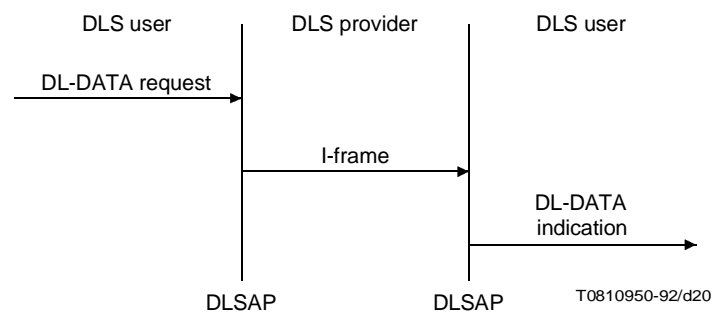 DLS user
DLS provider
DLS user
DL-DATA request
I-frame
DL-DATA
indication
DLSAP
DLSAP
T0810950-92/d20